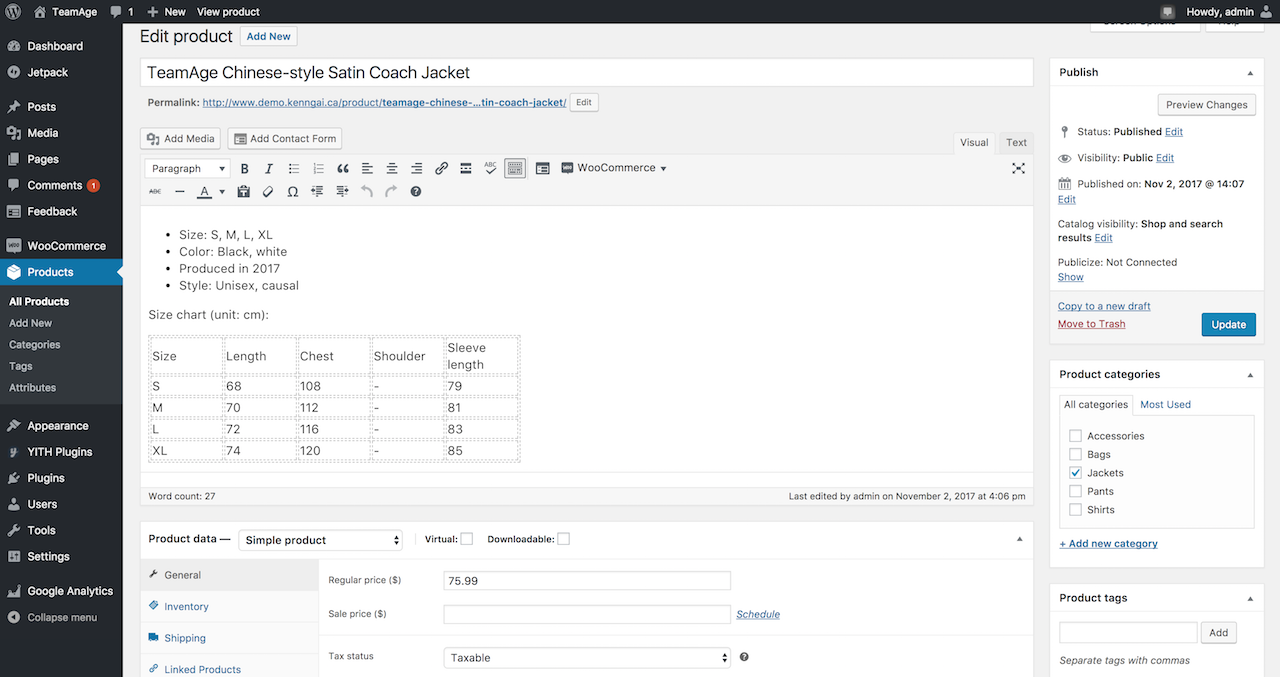 TeamAge 1 New View product Howdy, admin
Dashboard
Jetpack
Posts
Media
Pages
Comments 1
Feedback
WooCommerce
Products
All Products
Add New
Categories
Tags
Attributes
Appearance
YITH Plugins
Plugins
Users
Tools
Settings
Google Analytics
Collapse menu
Edit product Add New
TeamAge Chinese-style Satin Coach Jacket
Permalink: http://www.demo.kenngai.ca/product/teamage-chinese-...tin-coach-jacket/ Edit
Add Media Add Contact Form
Visual Text
Paragraph B I ABC WooCommerce
ABC A Ω
Size: S, M, L, XL
Color: Black, white
Produced in 2017
Style: Unisex, causal
Size chart (unit: cm):
Size Length Chest Shoulder Sleeve length
S 68 108 - 79
M 70 112 - 81
L 72 116 - 83
XL 74 120 - 85
Word count: 27 Last edited by admin on November 2, 2017 at 4:06 pm
Product data — Simple product Virtual: Downloadable:
General
Inventory
Shipping
Linked Products
Regular price ($) 75.99
Sale price ($) Schedule
Tax status Taxable
Publish
Preview Changes
Status: Published Edit
Visibility: Public Edit
Published on: Nov 2, 2017 @ 14:07
Edit
Catalog visibility: Shop and search
results Edit
Publicize: Not Connected
Show
Copy to a new draft
Move to Trash Update
Product categories
All categories Most Used
Accessories
Bags
Jackets
Pants
Shirts
+ Add new category
Product tags
Add
Separate tags with commas